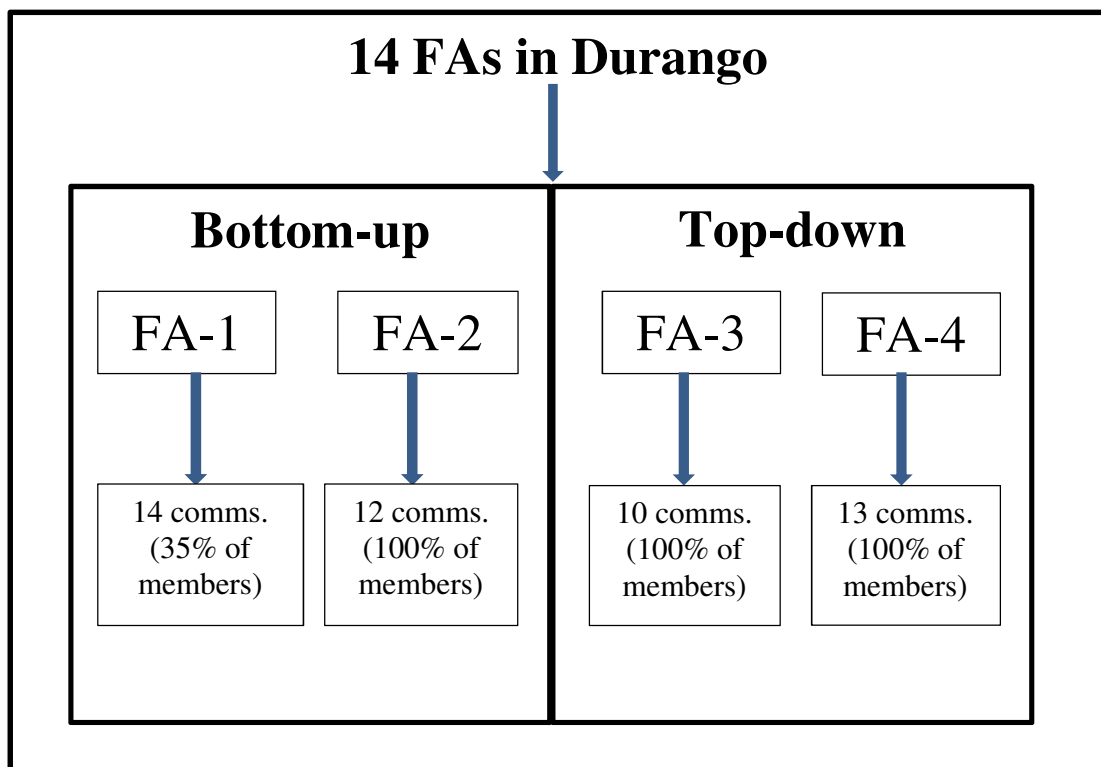 14 FAs in Durango
Bottom-up
Top-down
FA-1
FA-2
FA-3
FA-4
14 comms.
(35% of
members)
12 comms.
(100% of
members)
10 comms.
(100% of
members)
13 comms.
(100% of
members)